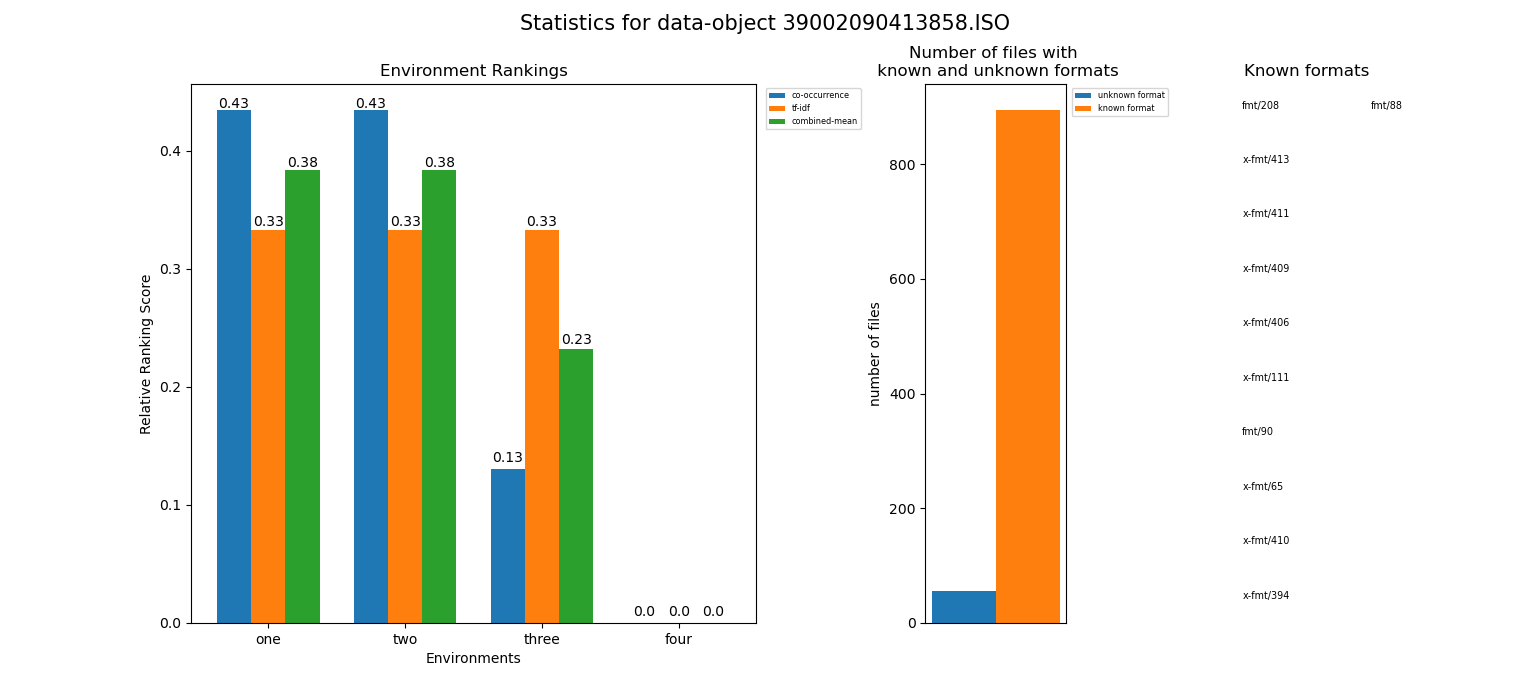 Statistics for data-object 39002090413858.ISO
Environment Rankings
0.43
0.33
0.38
0.43
0.33
0.38
0.13
0.33
0.23
0.0
0.0
0.0
0.4
0.3
0.2
0.1
0.0
Relative Ranking Score
one
two
three
four
Environments
co-occurrence
tf-idf
combined-mean
Number of files with
known and unknown formats
800
600
400
200
0
number of files
unknown format
known format
Known formats
fmt/208
fmt/88
x-fmt/413
x-fmt/411
x-fmt/409
x-fmt/406
x-fmt/111
fmt/90
x-fmt/65
x-fmt/410
x-fmt/394